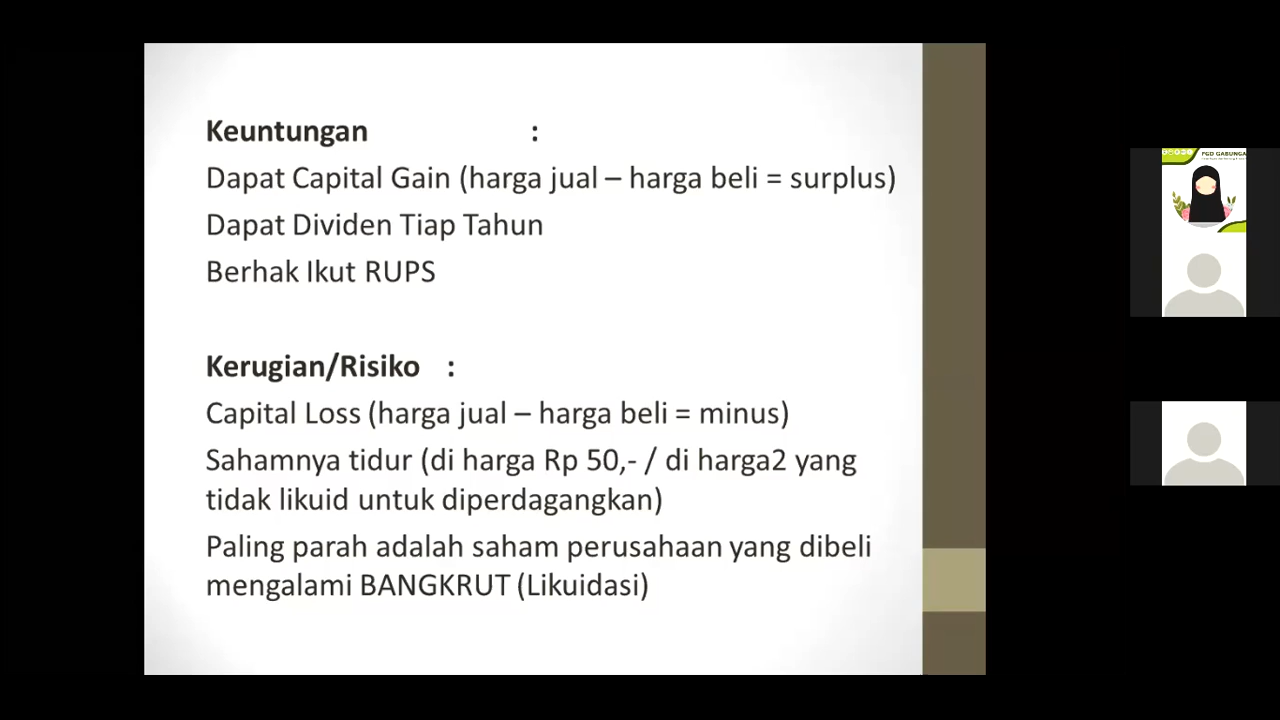 Keuntungan :
Dapat Capital Gain (harga jual – harga beli = surplus)
Dapat Dividen Tiap Tahun
Berhak Ikut RUPS
Kerugian/Risiko :
Capital Loss (harga jual – harga beli = minus)
Sahamnya tidur (di harga Rp 50,- / di harga2 yang
tidak likuid untuk diperdagangkan)
Paling parah adalah saham perusahaan yang dibeli
mengalami BANGKRUT (Likuidasi)
FGD GABUNGA